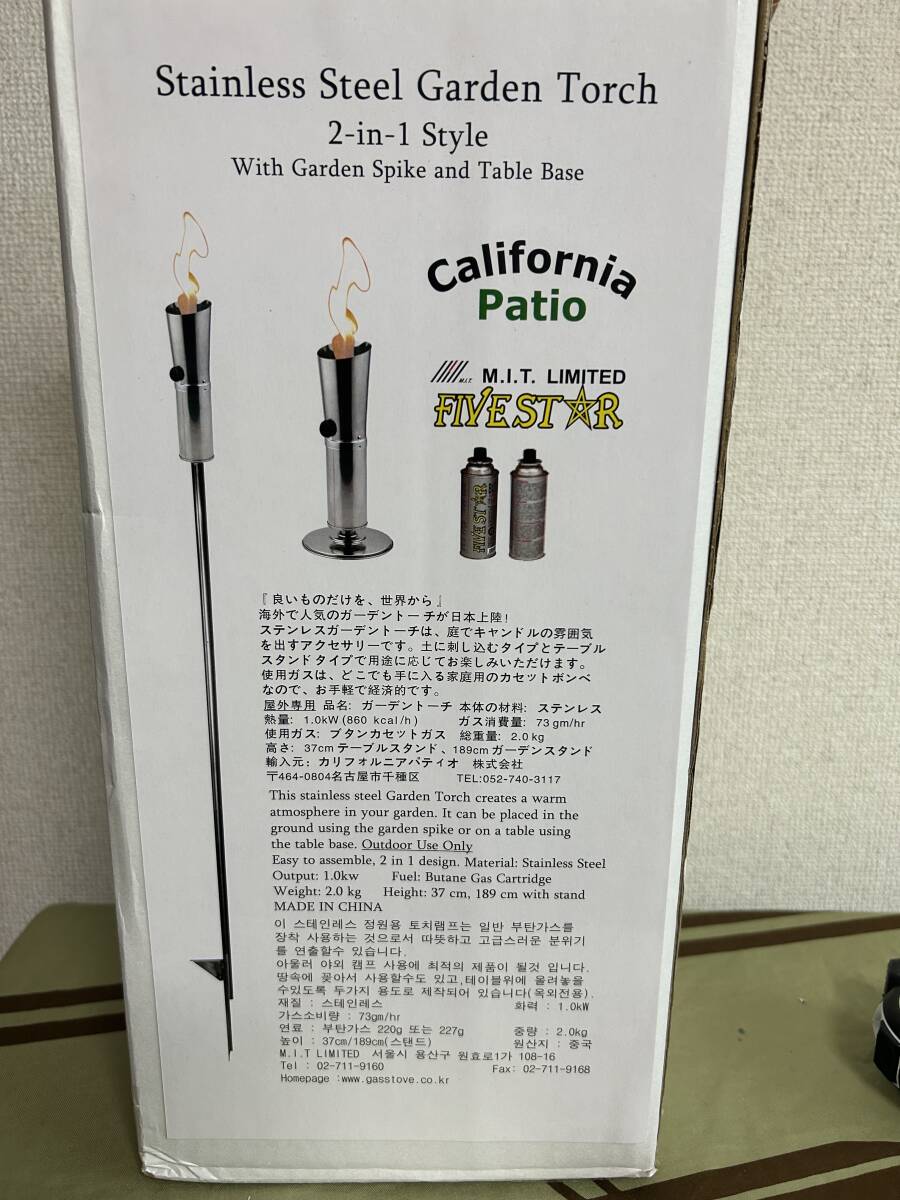 Stainless Steel Garden Torch
2-in-1 Style
With Garden Spike and Table Base
California
Patio
M.I.T. M.I.T. LIMITED
FIVE ST☆R
FIVE ST☆R
『良いものだけを、世界から』
海外で人気のガーデントーチが日本上陸!
ステンレスガーデントーチは、庭でキャンドルの雰囲気
を出すアクセサリーです。土に刺し込むタイプとテーブル
スタンドタイプで用途に応じてお楽しみいただけます。
使用ガスは、どこでも手に入る家庭用のカセットボンベ
なので、お手軽で経済的です。
屋外専用 品名: ガーデントーチ 本体の材料: ステンレス
熱量: 1.0kW (860 kcal/h) ガス消費量: 73 gm/hr
使用ガス: ブタンカセットガス 総重量: 2.0kg
高さ: 37cm テーブルスタンド、189cm ガーデンスタンド
輸入元: カリフォルニアパティオ 株式会社
〒464-0804名古屋市千種区 TEL:052-740-3117
This stainless steel Garden Torch creates a warm
atmosphere in your garden. It can be placed in the
ground using the garden spike or on a table using
the table base. Outdoor Use Only
Easy to assemble, 2 in 1 design. Material: Stainless Steel
Output: 1.0kw Fuel: Butane Gas Cartridge
Weight: 2.0 kg Height: 37 cm, 189 cm with stand
MADE IN CHINA
이 스테인레스 정원용 토치램프는 일반 부탄가스를
장착 사용하는 것으로서 따뜻하고 고급스러운 분위기
를 연출할수 있습니다.
아울러 야외 캠프 사용에 최적의 제품이 될것 입니다.
땅속에 꽂아서 사용할수도 있고,테이블위에 올려놓을
수있도록 두가지 용도로 제작되어 있습니다(옥외전용).
재질 : 스테인레스 화력 : 1.0kW
가스소비량 : 73gm/hr
연료 : 부탄가스 220g 또는 227g 중량 : 2.0kg
높이 : 37cm/189cm(스탠드) 원산지 : 중국
M.I.T LIMITED 서울시 용산구 원효로1가 108-16
Tel : 02-711-9160 Fax: 02-711-9168
Homepage :www.gasstove.co.kr